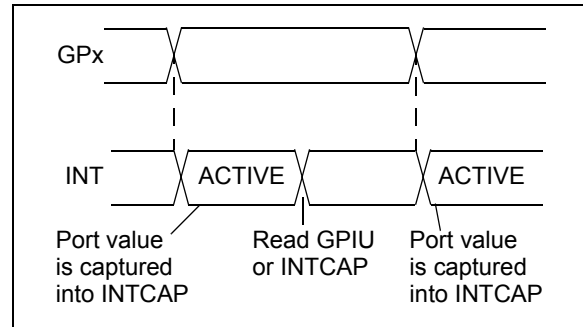 GPx
INT
ACTIVE
ACTIVE
Port value
is captured
into INTCAP
Read GPIU
or INTCAP
Port value
is captured
into INTCAP